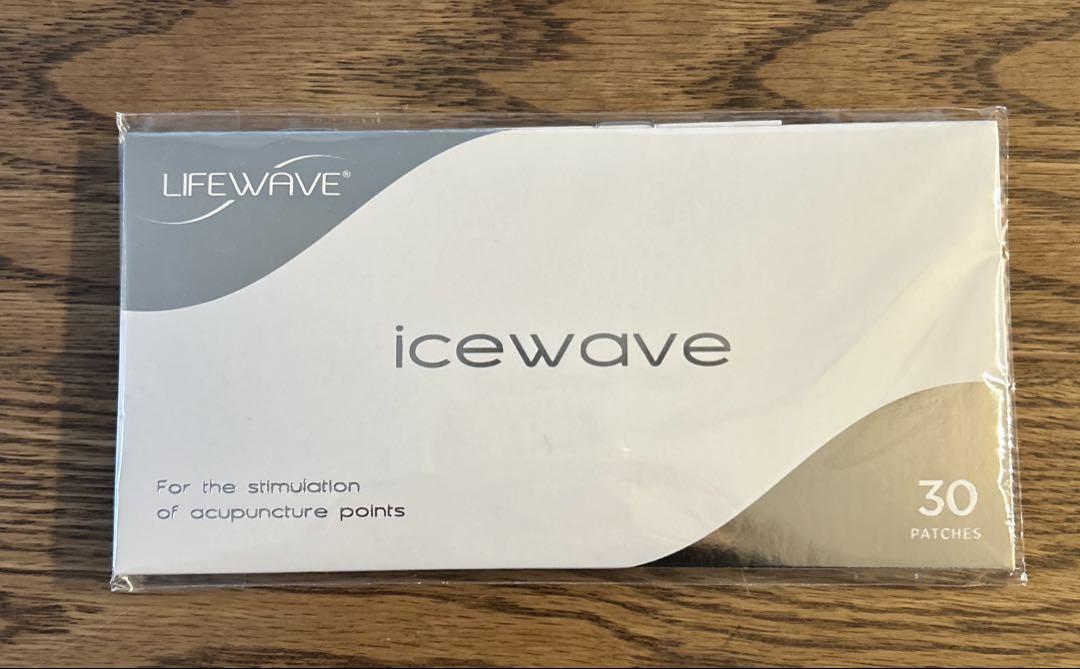 LIFEWAVE®
icewave
For the stimulation
of acupuncture points
30
PATCHES